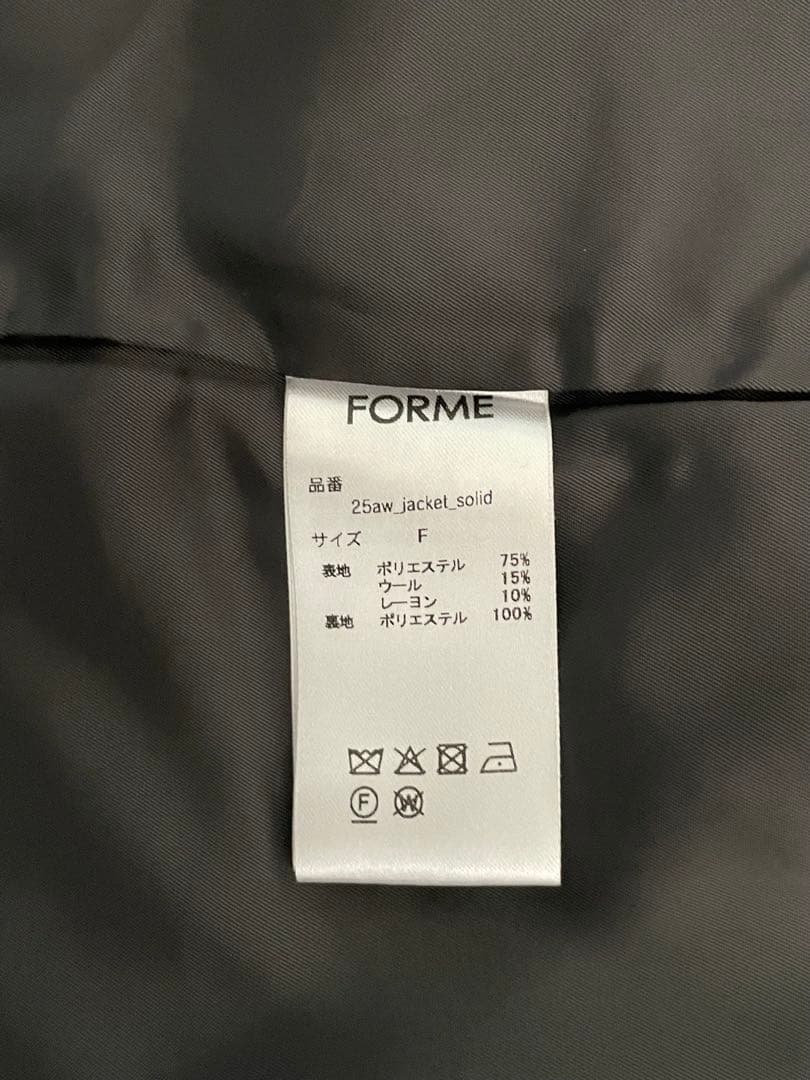 FORME
品番
25aw_jacket_solid
サイズ F
表地 ポリエステル 75%
ウール 15%
レーヨン 10%
裏地 ポリエステル 100%
F W